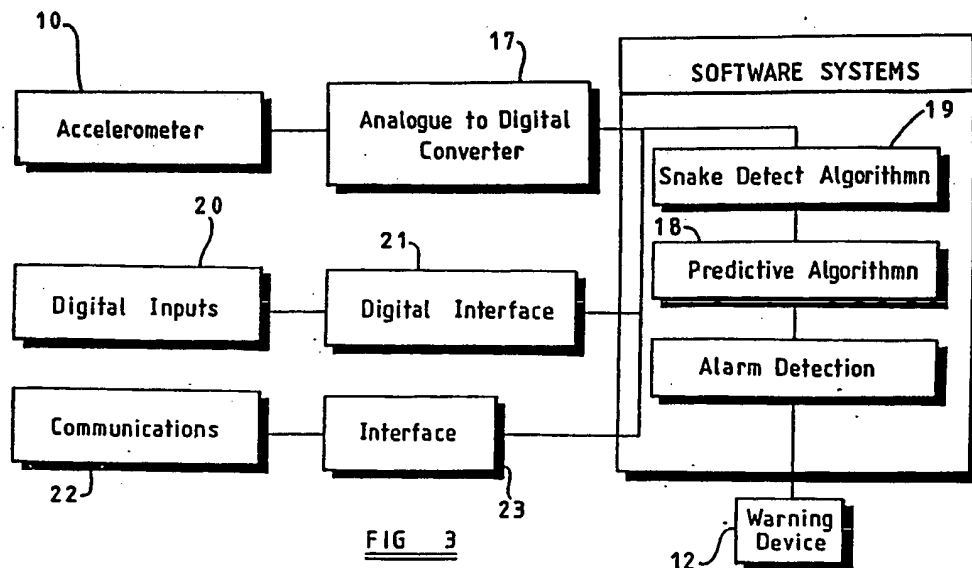 10
17
SOFTWARE SYSTEMS
Accelerometer
Analogue to Digital
Converter
19
Snake Detect Algorithmn
20
21
18
Predictive Algorithmn
Digital Inputs
Digital Interface
Alarm Detection
Communications
Interface
22
23
Warning
Device
12
FIG 3